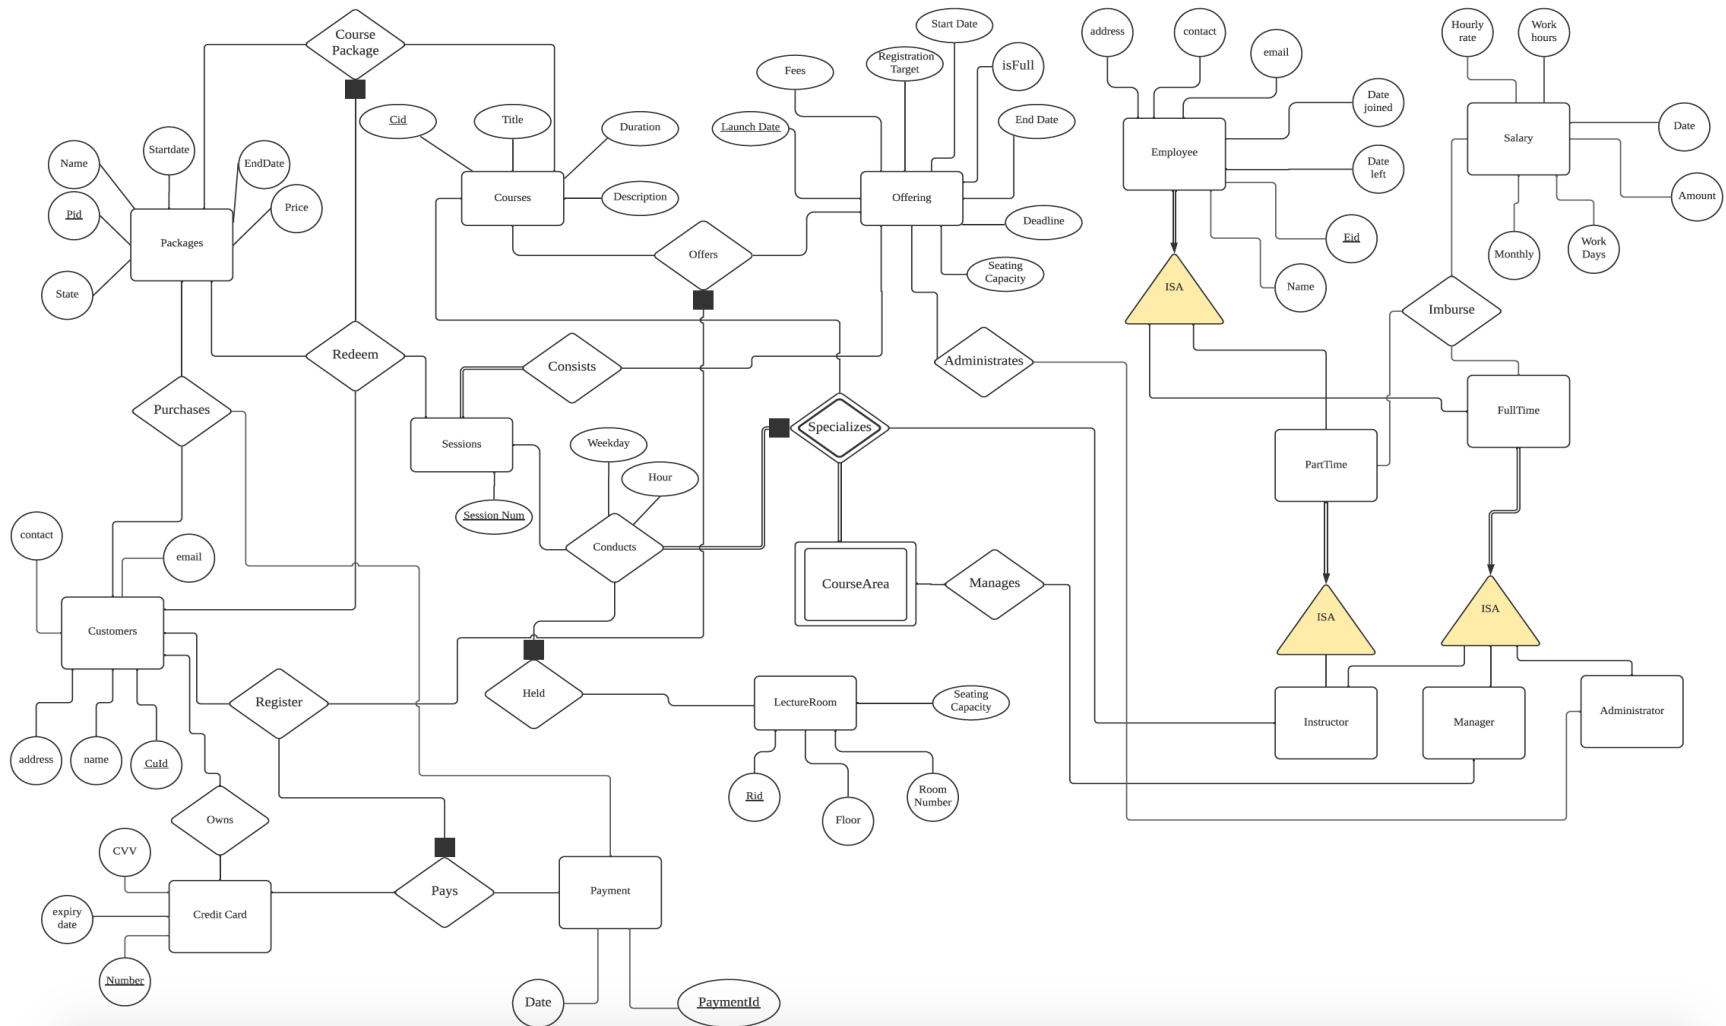 Course
Package
Start Date
address
contact
email
Hourly
rate
Work
hours
Fees
Registration
Target
isFull
Date
joined
Cid
Title
Duration
Launch Date
End Date
Date
Name
Startdate
EndDate
Employee
Salary
Date
left
Pid
Price
Courses
Description
Offering
Amount
Packages
Offers
Deadline
Eid
Monthly
Work
Days
State
Seating
Capacity
ISA
Name
Imburse
Redeem
Consists
Administrates
Purchases
FullTime
Sessions
Weekday
Specializes
PartTime
Hour
Session Num
contact
email
Conducts
CourseArea
Manages
Customers
ISA
ISA
Register
Held
LectureRoom
Seating
Capacity
Instructor
Manager
Administrator
address
name
CuId
Rid
Floor
Room
Number
Owns
CVV
Pays
Payment
expiry
date
Credit Card
Number
Date
PaymentId